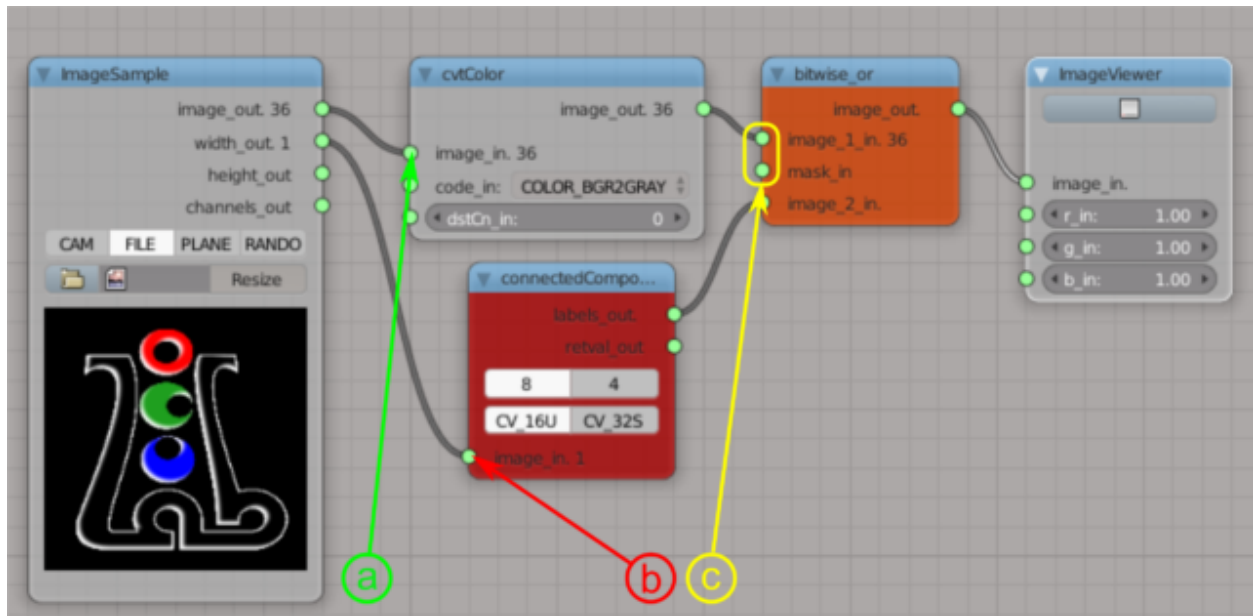 ImageSample
image_out. 36
width_out. 1
height_out
channels_out
CAM FILE PLANE RANDO
Resize
cvtColor
image_out. 36
image_in. 36
code_in: COLOR_BGR2GRAY
dstCn_in: 0
connectedCompo...
labels_out.
retval_out
8 4
CV_16U CV_32S
image_in. 1
bitwise_or
image_out.
image_1_in. 36
mask_in
image_2_in.
ImageViewer
image_in.
r_in: 1.00
g_in: 1.00
b_in: 1.00
a b c